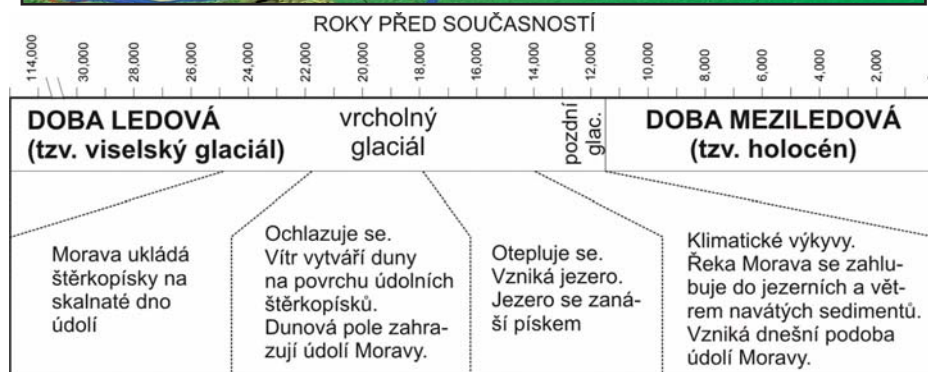 ROKY PŘED SOUČASNOSTÍ
114,000
30,000
26,000
24,000
22,000
20,000
18,000
16,000
14,000
12,000
10,000
8,000
6,000
4,000
2,000
DOBA LEDOVÁ
(tzv. viselský glaciál)
vrcholný
glaciál
pozdní
glac.
DOBA MEZILEDOVÁ
(tzv. holocén)
Morava ukládá
štěrkopísky na
skalnaté dno
údolí
Ochlazuje se.
Vítr vytváří duny
na povrchu údolních
štěrkopísků.
Dunová pole zahra-
zují údolí Moravy.
Otepluje se.
Vzniká jezero.
Jezero se zaná-
ší pískem
Klimatické výkyvy.
Řeka Morava se zahlu-
buje do jezerních a vět-
rem navátých sedimentů.
Vzniká dnešní podoba
údolí Moravy.